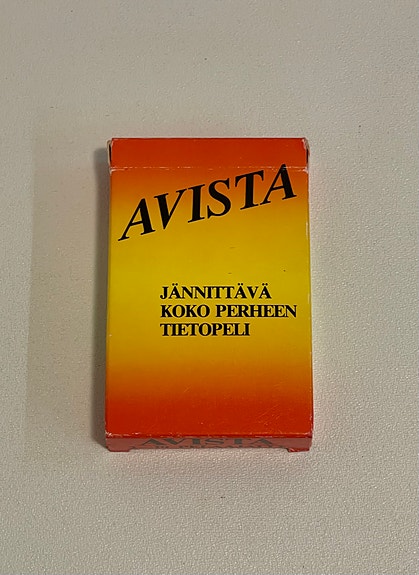 AVISTA
JÄNNITTÄVÄ
KOKO PERHEEN
TIETOPELI
AVISTA